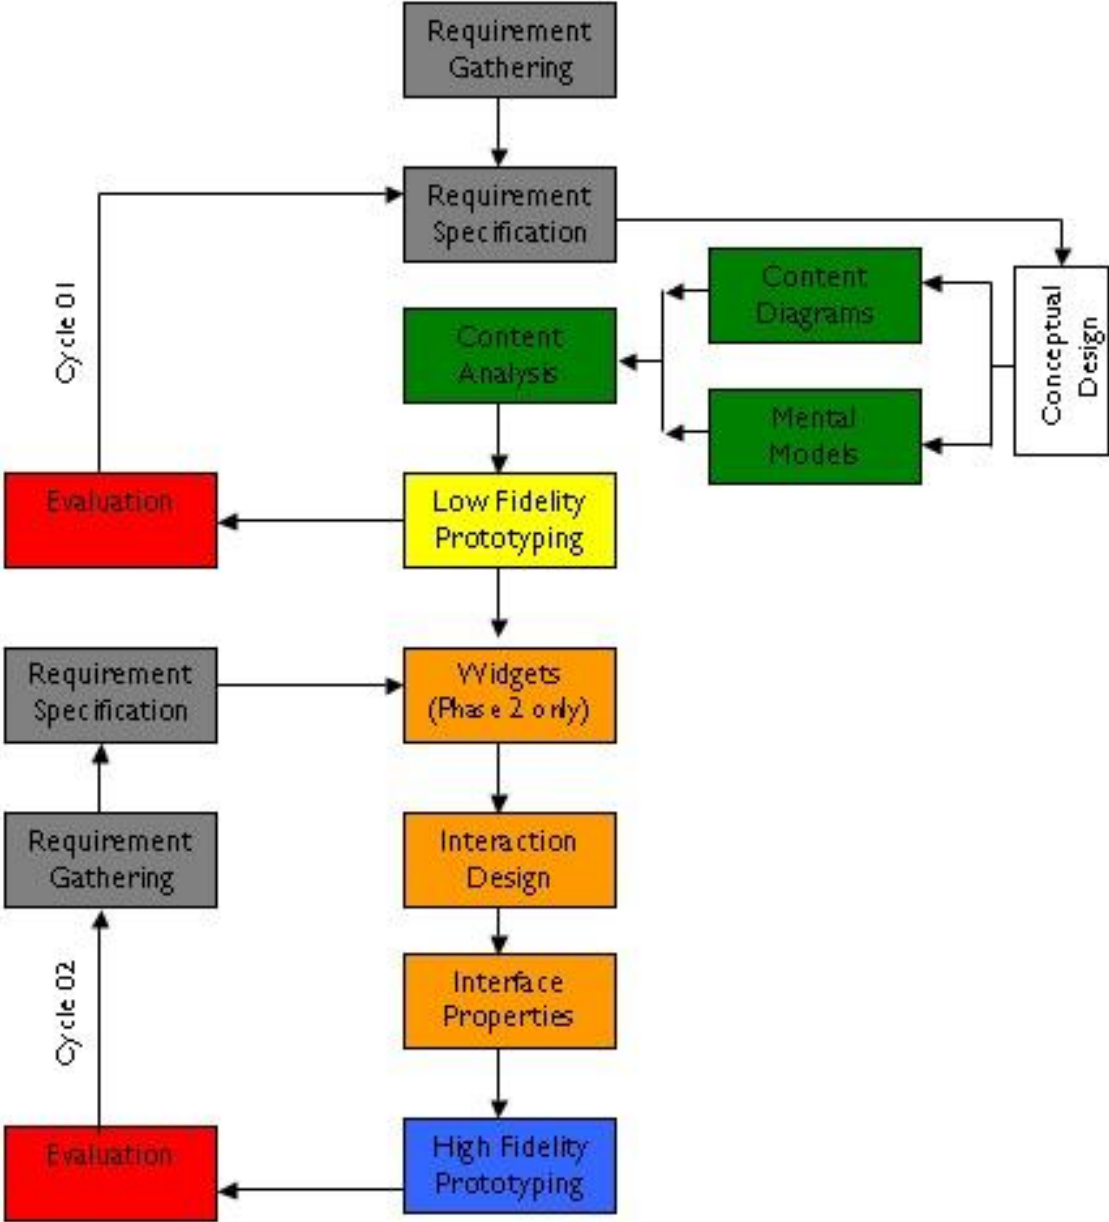 Requirement
Gathering
Requirement
Specification
Cycle 01
Content
Diagrams
Conceptual
Design
Content
Analysis
Mental
Models
Evaluation
Low Fidelity
Prototyping
Requirement
Specification
Widgets
(Phase 2 only)
Requirement
Gathering
Interaction
Design
Cycle 02
Interface
Properties
Evaluation
High Fidelity
Prototyping